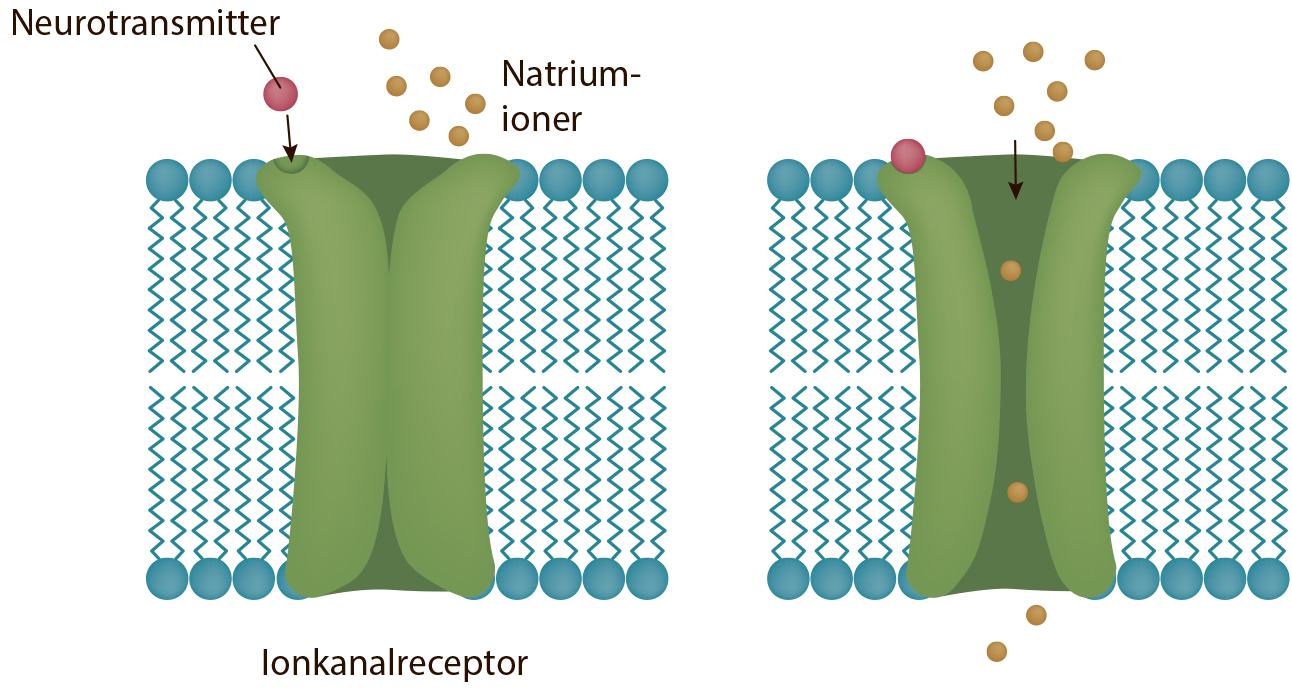 Neurotransmitter
Natrium-
ioner
Ionkanalreceptor